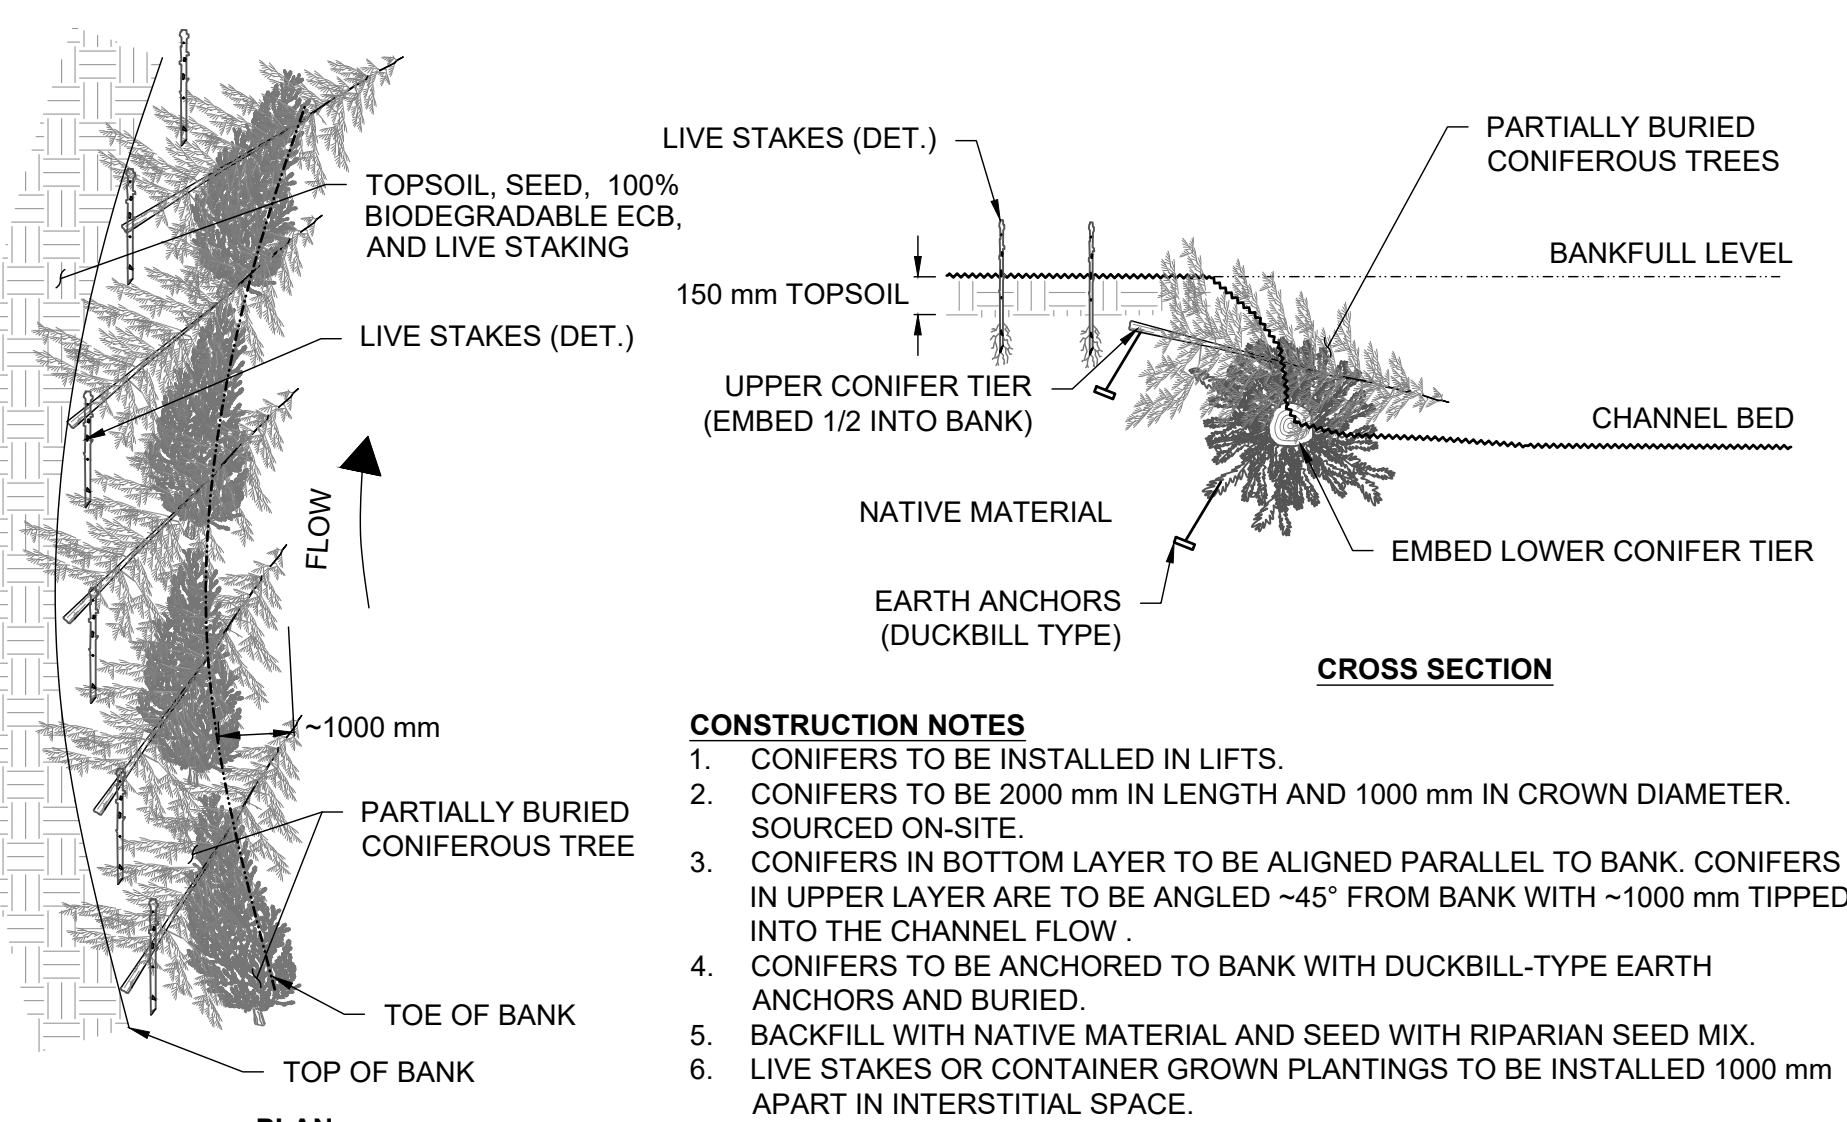 TOPSOIL, SEED, 100%
BIODEGRADABLE ECB,
AND LIVE STAKING
LIVE STAKES (DET.)
FLOW
~1000 mm
PARTIALLY BURIED
CONIFEROUS TREE
TOE OF BANK
TOP OF BANK
PLAN
LIVE STAKES (DET.)
PARTIALLY BURIED
CONIFEROUS TREES
BANKFULL LEVEL
150 mm TOPSOIL
UPPER CONIFER TIER
(EMBED 1/2 INTO BANK)
CHANNEL BED
NATIVE MATERIAL
EMBED LOWER CONIFER TIER
EARTH ANCHORS
(DUCKBILL TYPE)
CROSS SECTION
CONSTRUCTION NOTES
1. CONIFERS TO BE INSTALLED IN LIFTS.
2. CONIFERS TO BE 2000 mm IN LENGTH AND 1000 mm IN CROWN DIAMETER.
SOURCED ON-SITE.
3. CONIFERS IN BOTTOM LAYER TO BE ALIGNED PARALLEL TO BANK. CONIFERS
IN UPPER LAYER ARE TO BE ANGLED ~45° FROM BANK WITH ~1000 mm TIPPED
INTO THE CHANNEL FLOW .
4. CONIFERS TO BE ANCHORED TO BANK WITH DUCKBILL-TYPE EARTH
ANCHORS AND BURIED.
5. BACKFILL WITH NATIVE MATERIAL AND SEED WITH RIPARIAN SEED MIX.
6. LIVE STAKES OR CONTAINER GROWN PLANTINGS TO BE INSTALLED 1000 mm
APART IN INTERSTITIAL SPACE.